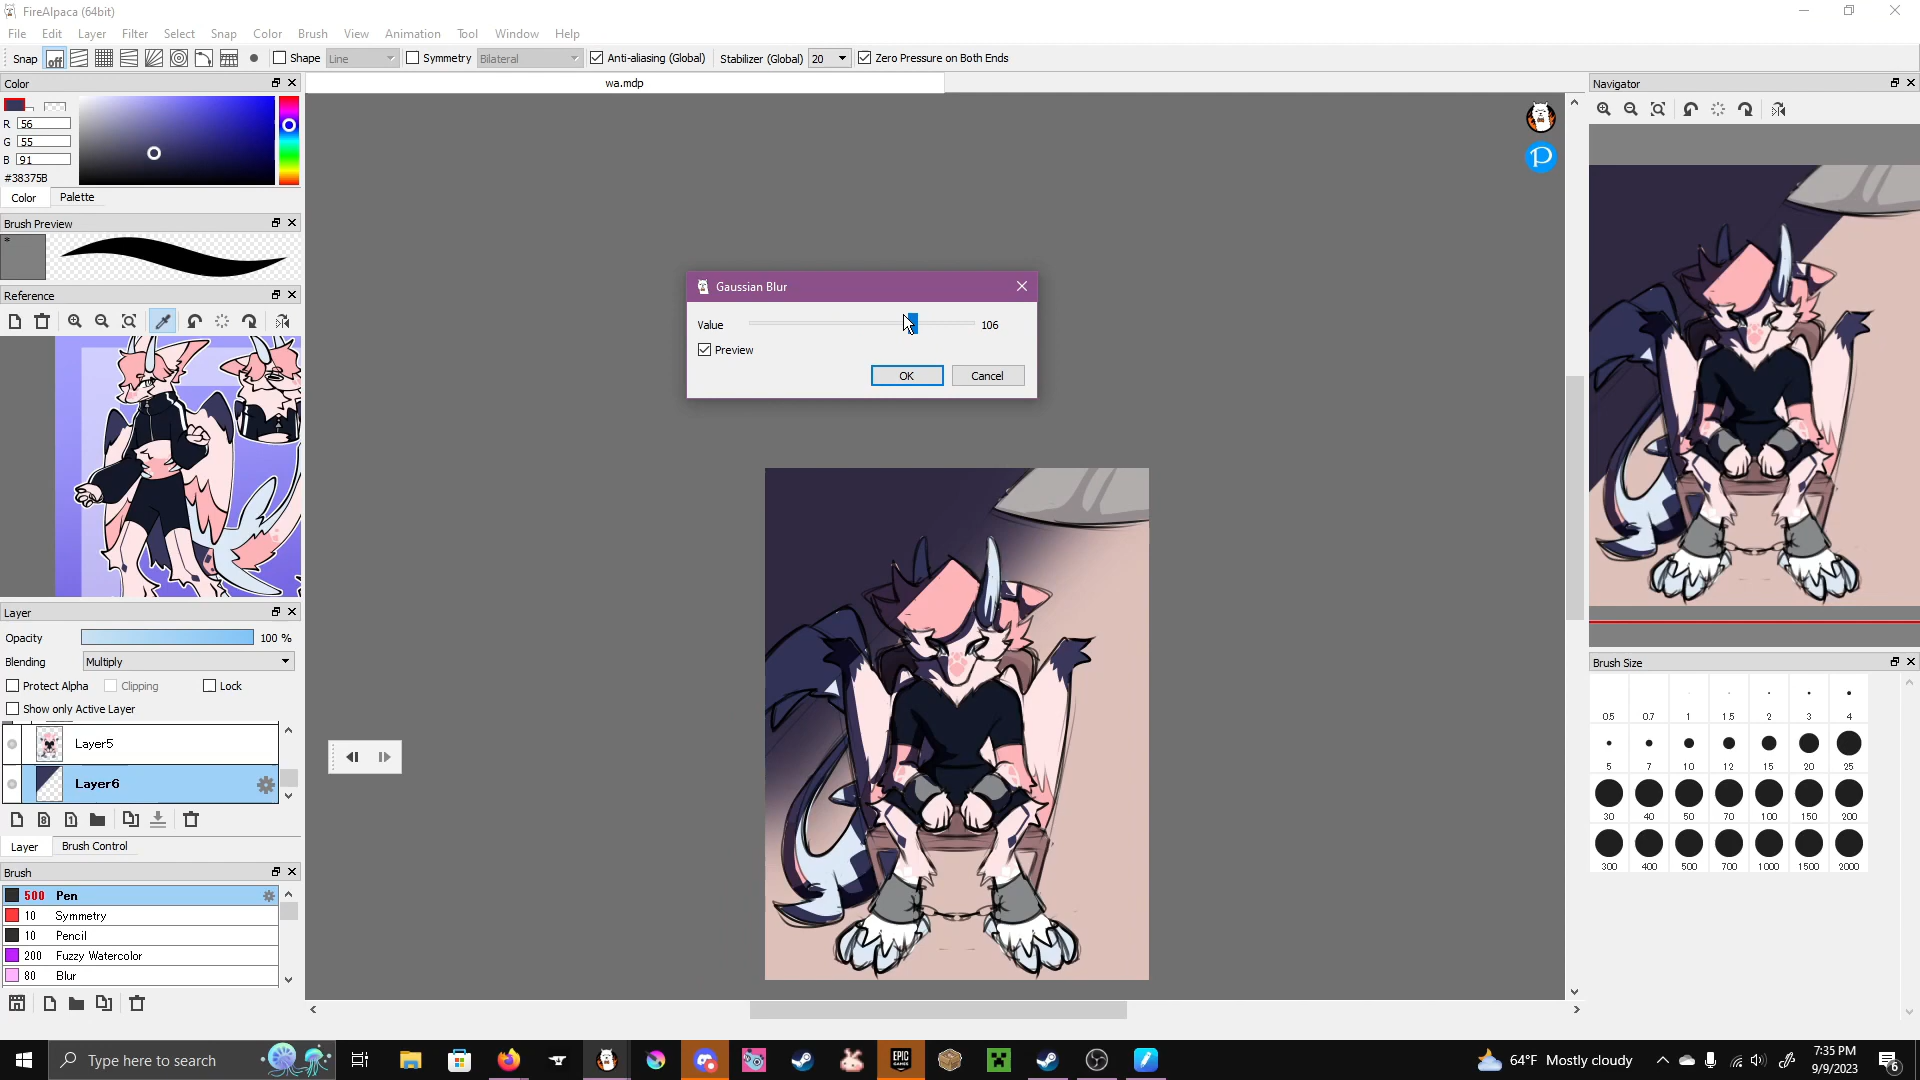 FireAlpaca (64bit)
File Edit Layer Filter Select Snap Color Brush View Animation Tool Window Help
Snap off Shape Line Symmetry Bilateral Anti-aliasing (Global) Stabilizer (Global) 20 Zero Pressure on Both Ends
Color
wa.mdp
Navigator
R 56
G 55
B 91
#38375B
Color Palette
Brush Preview
*
Reference
Gaussian Blur
Value 106
Preview
OK Cancel
Layer
Opacity 100 %
Blending Multiply
Protect Alpha Clipping Lock
Show only Active Layer
Layer5
Layer6
8 1
Layer Brush Control
Brush
500 Pen
10 Symmetry
10 Pencil
200 Fuzzy Watercolor
80 Blur
Brush Size
0.5 0.7 1 1.5 2 3 4
5 7 10 12 15 20 25
30 40 50 70 100 150 200
300 400 500 700 1000 1500 2000
Type here to search
EPIC GAMES
64°F Mostly cloudy
7:35 PM
9/9/2023
6